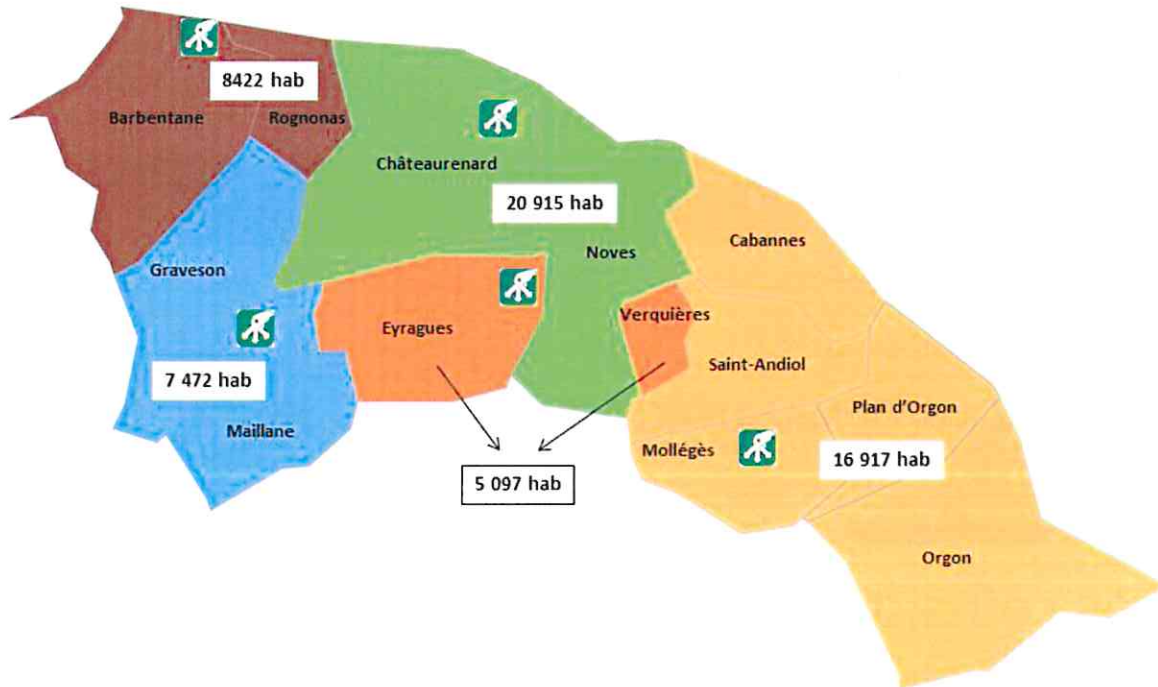 8422 hab
Barbentane
Rognonas
Châteaurenard
20 915 hab
Cabannes
Noves
Graveson
Verquières
Eyragues
Saint-Andiol
7 472 hab
Plan d'Orgon
Maillane
Mollégès
16 917 hab
5 097 hab
Orgon